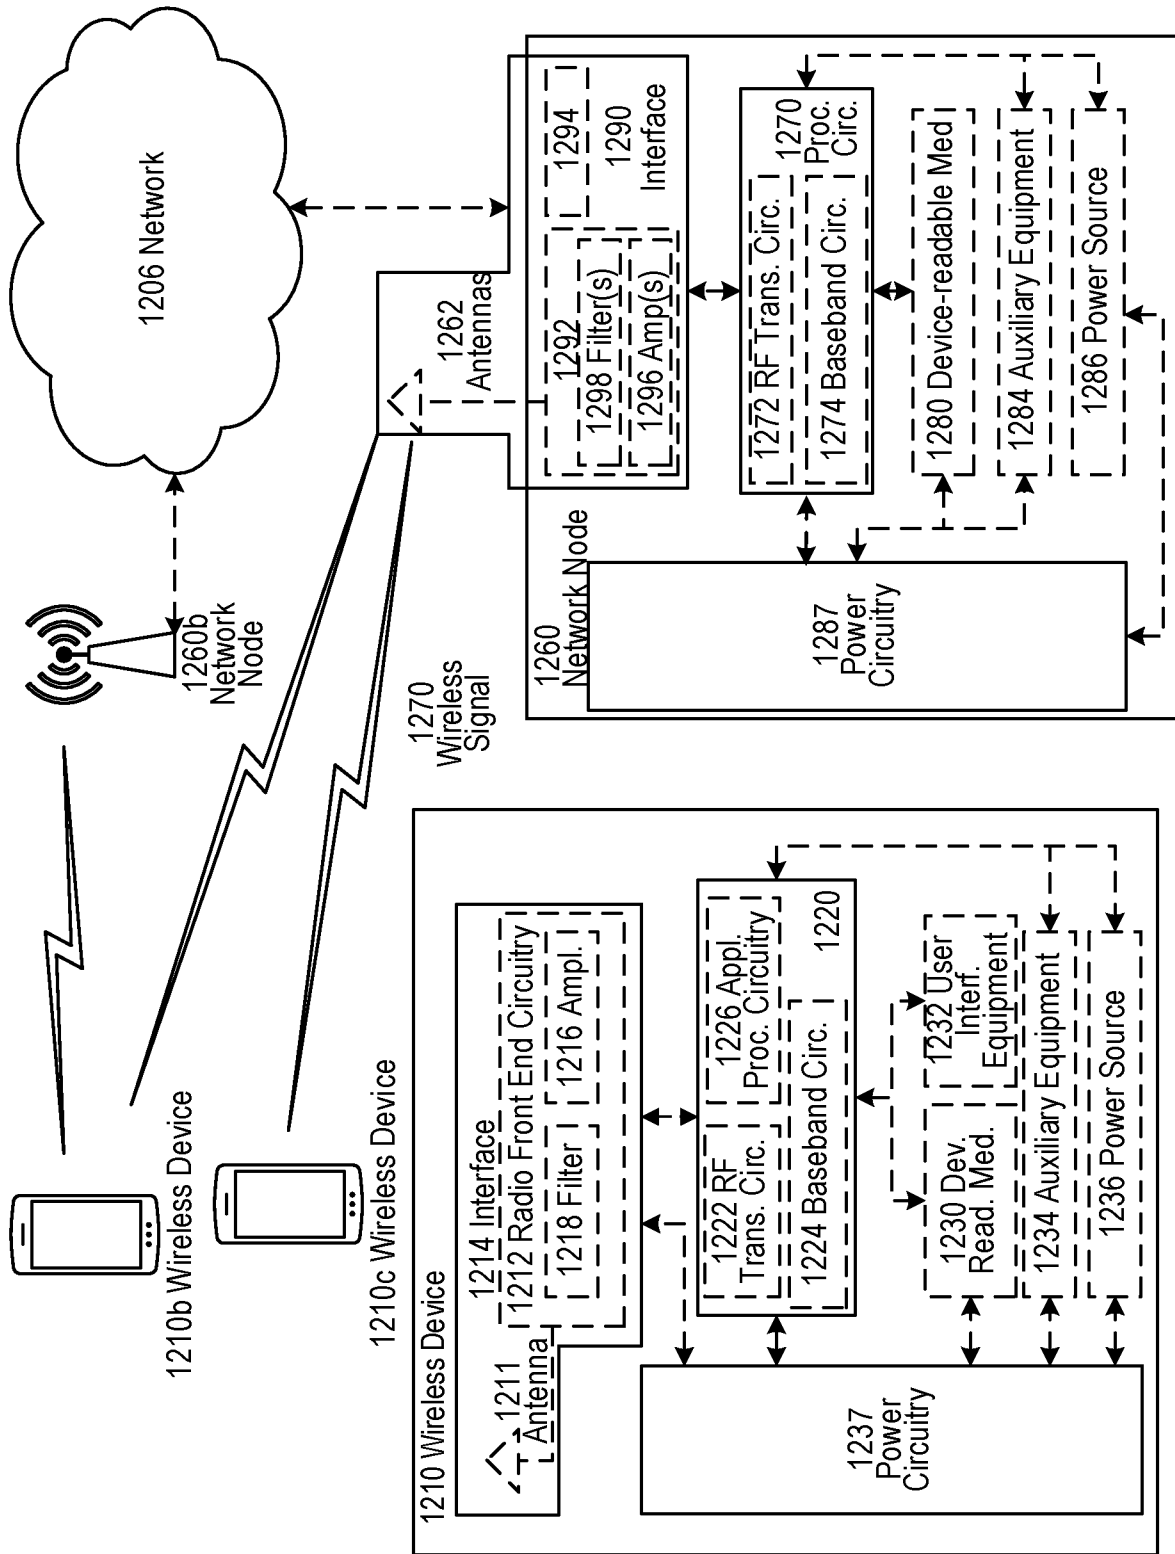 1206 Network
1260b
Network
Node
1210b Wireless Device
1210c Wireless Device
1270
Wireless
Signal
1260
Network Node
1262
Antennas
1290
Interface
1294
1292
1298 Filter(s)
1296 Amp(s)
1270
Proc.
Circ.
1272 RF Trans. Circ.
1274 Baseband Circ.
1280 Device-readable Med
1284 Auxiliary Equipment
1286 Power Source
1287
Power
Circuitry
1210 Wireless Device
1211
Antenna
1214 Interface
1212 Radio Front End Circuitry
1218 Filter
1216 Ampl.
1220
1222 RF
Trans. Circ.
1226 Appl.
Proc. Circuitry
1224 Baseband Circ.
1230 Dev.
Read. Med.
1232 User
Interf.
Equipment
1234 Auxiliary Equipment
1236 Power Source
1237
Power
Circuitry